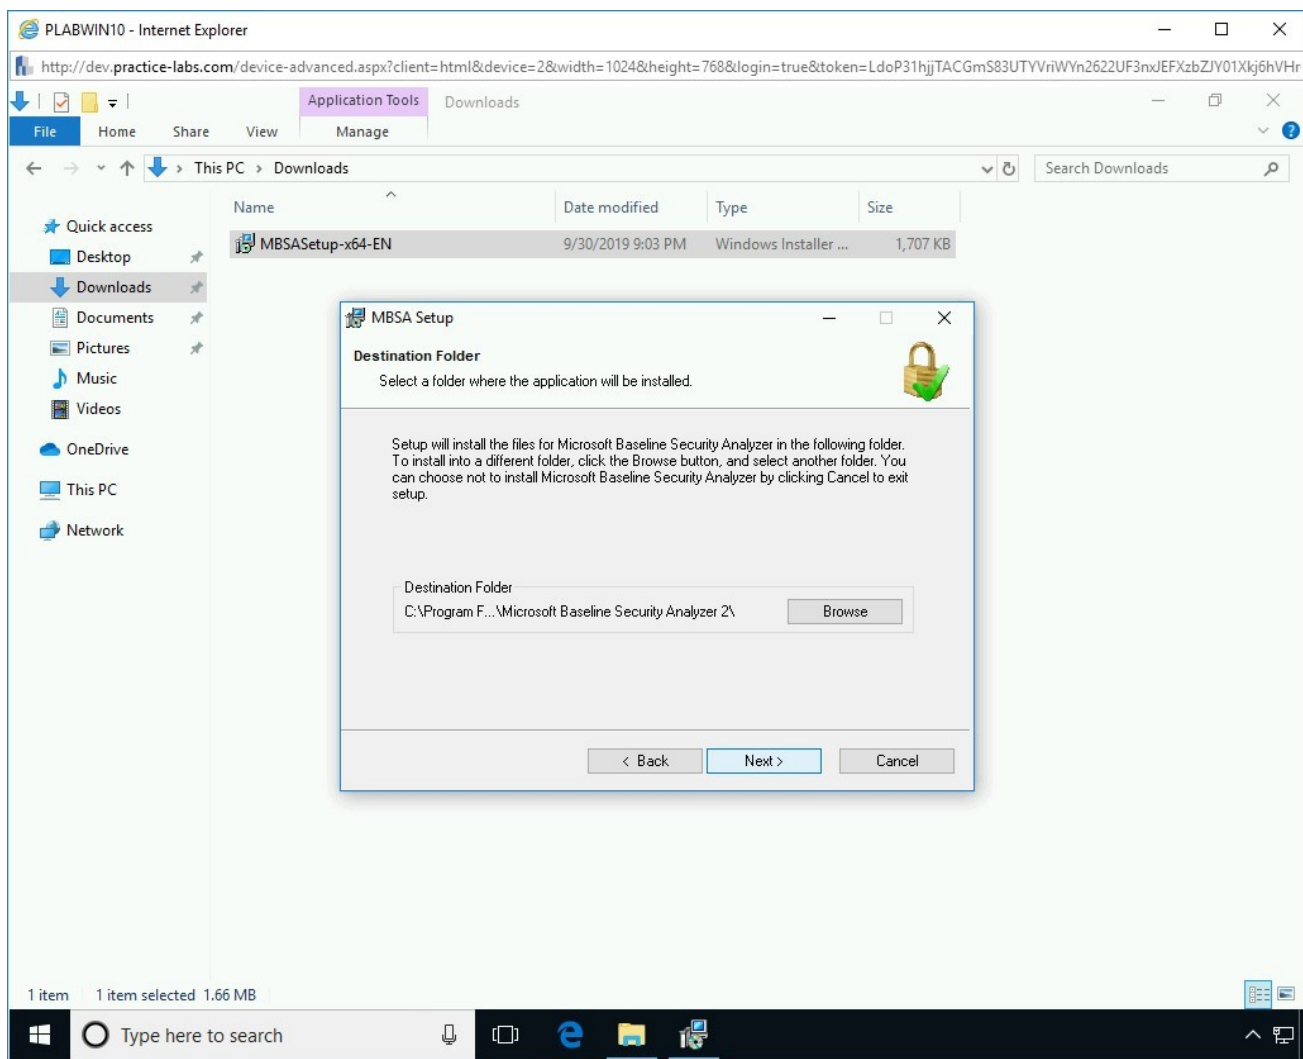 PLABWIN10 - Internet Explorer
http://dev.practice-labs.com/device-advanced.aspx?client=html&device=2&width=1024&height=768&login=true&token=LdoP31hjjTACGmS83UTYVriWYn2622UF3nxJEFXzbZJY01Xkj6hVHr
Application Tools Downloads
File Home Share View Manage
This PC > Downloads
Search Downloads
Name Date modified Type Size
MBSASetup-x64-EN 9/30/2019 9:03 PM Windows Installer ... 1,707 KB
Quick access
Desktop
Downloads
Documents
Pictures
Music
Videos
OneDrive
This PC
Network
MBSA Setup
Destination Folder
Select a folder where the application will be installed.
Setup will install the files for Microsoft Baseline Security Analyzer in the following folder.
To install into a different folder, click the Browse button, and select another folder. You
can choose not to install Microsoft Baseline Security Analyzer by clicking Cancel to exit
setup.
Destination Folder
C:\Program F...\Microsoft Baseline Security Analyzer 2\
Browse
< Back Next > Cancel
1 item 1 item selected 1.66 MB
Type here to search